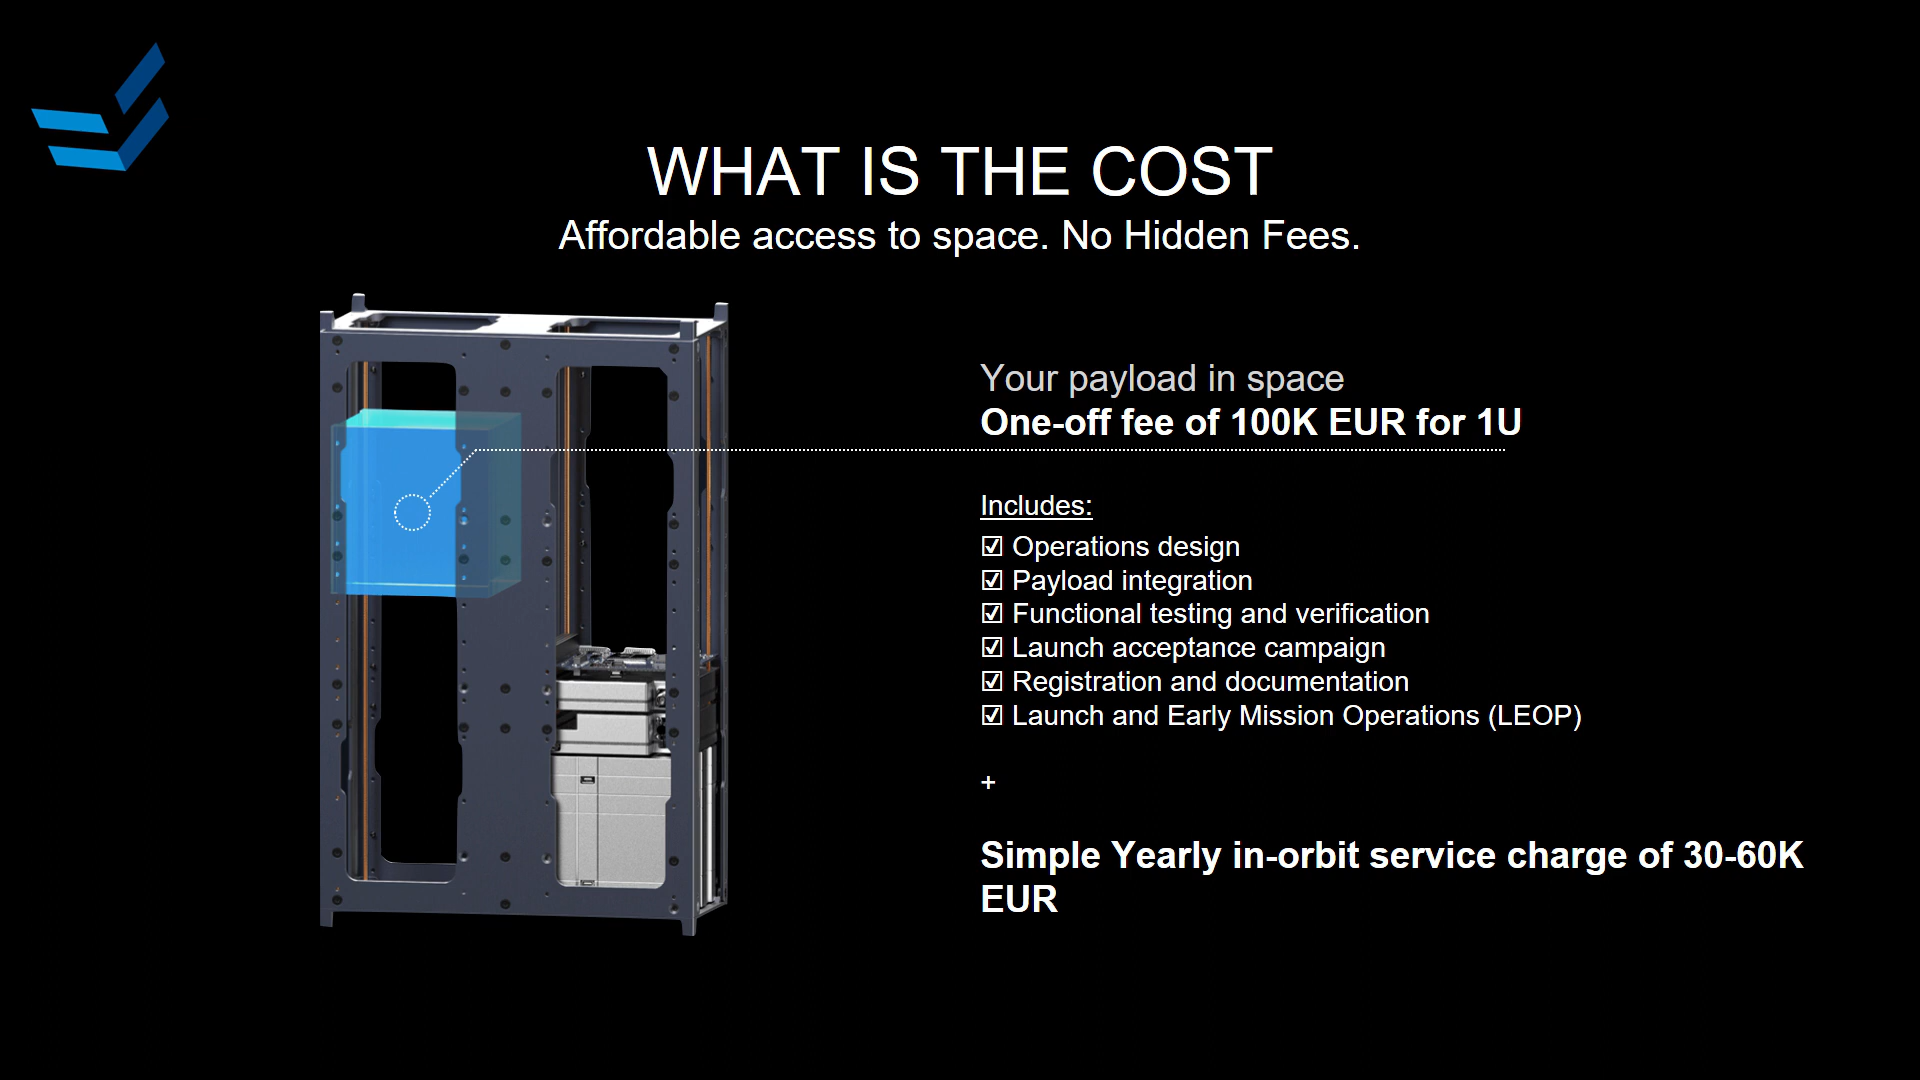 WHAT IS THE COST
Affordable access to space. No Hidden Fees.
Your payload in space
One-off fee of 100K EUR for 1U
Includes:
☑ Operations design
☑ Payload integration
☑ Functional testing and verification
☑ Launch acceptance campaign
☑ Registration and documentation
☑ Launch and Early Mission Operations (LEOP)
+
Simple Yearly in-orbit service charge of 30-60K
EUR